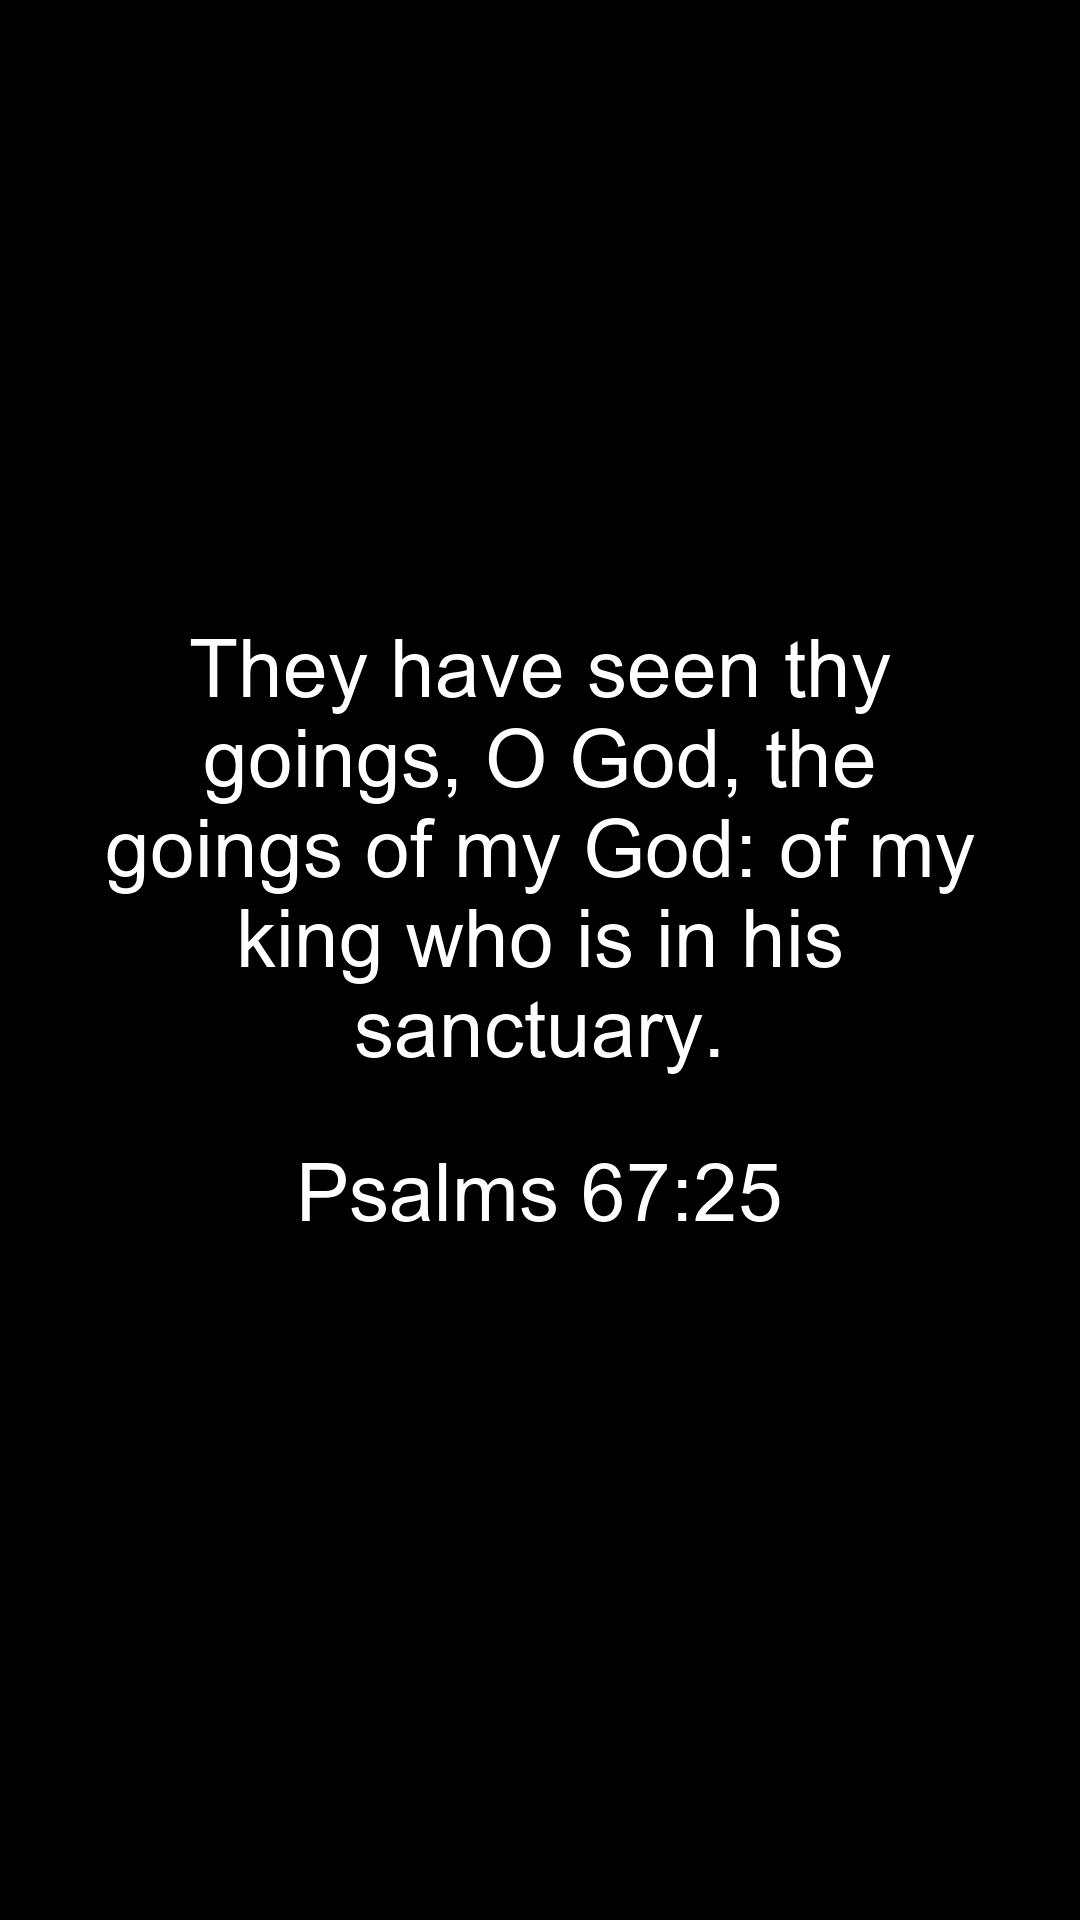 They have seen thy
goings, O God, the
goings of my God: of my
king who is in his
sanctuary.
Psalms 67:25